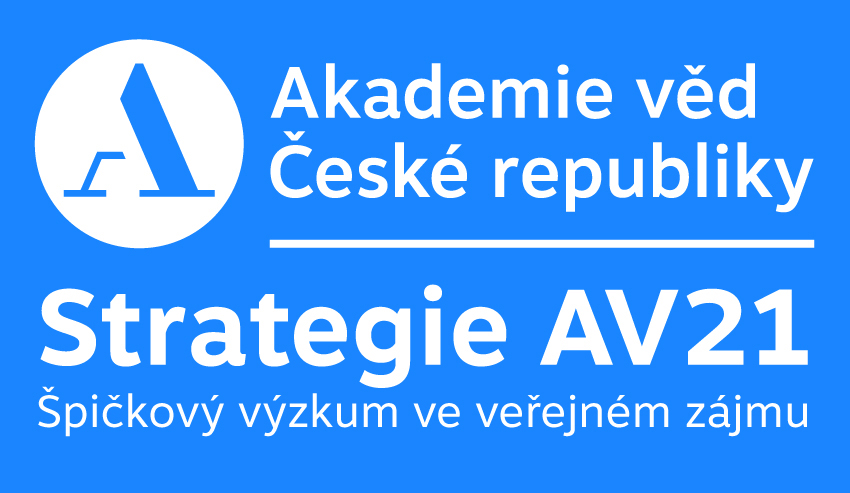 Akademie věd
České republiky
Strategie AV21
Špičkový výzkum ve veřejném zájmu